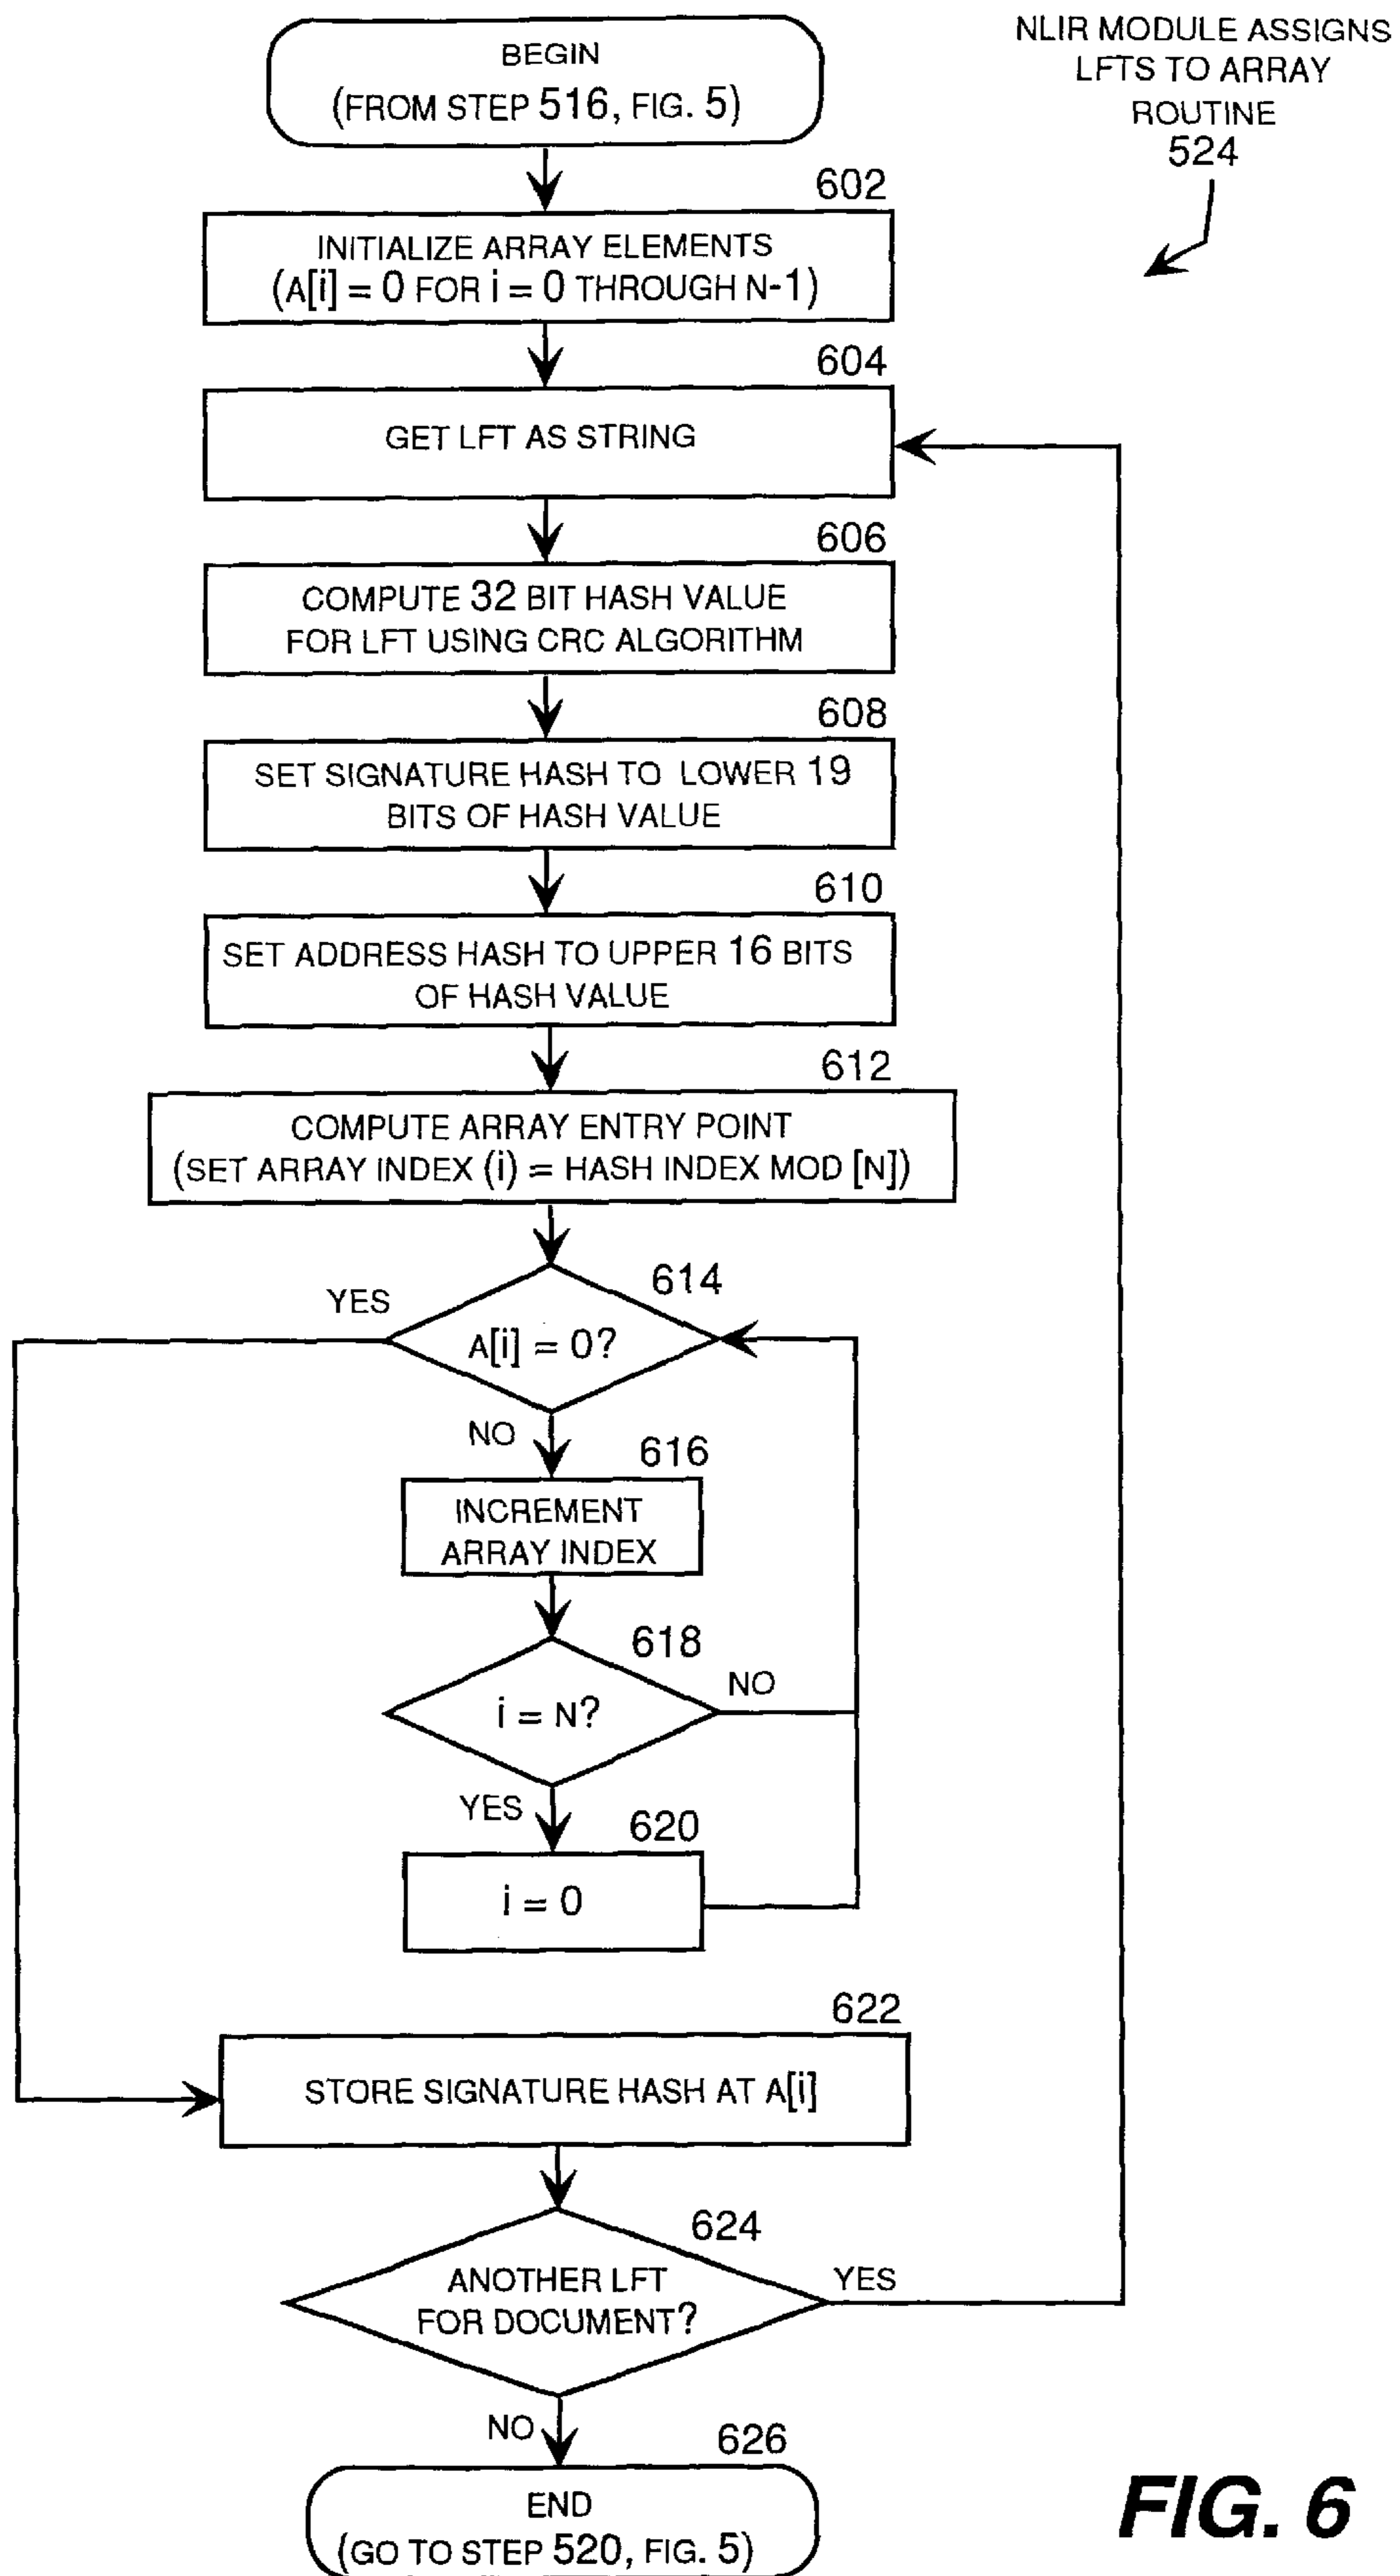 NLIR MODULE ASSIGNS
LFTS TO ARRAY
ROUTINE
524
BEGIN
(FROM STEP 516, FIG. 5)
602
INITIALIZE ARRAY ELEMENTS
(A[i] = 0 FOR i = 0 THROUGH N-1)
604
GET LFT AS STRING
606
COMPUTE 32 BIT HASH VALUE
FOR LFT USING CRC ALGORITHM
608
SET SIGNATURE HASH TO LOWER 19
BITS OF HASH VALUE
610
SET ADDRESS HASH TO UPPER 16 BITS
OF HASH VALUE
612
COMPUTE ARRAY ENTRY POINT
(SET ARRAY INDEX (i) = HASH INDEX MOD [N])
614
YES
A[i] = 0?
NO
616
INCREMENT
ARRAY INDEX
618
i = N?
NO
YES
620
i = 0
622
STORE SIGNATURE HASH AT A[i]
624
ANOTHER LFT
FOR DOCUMENT?
YES
NO
626
END
(GO TO STEP 520, FIG. 5)
FIG. 6